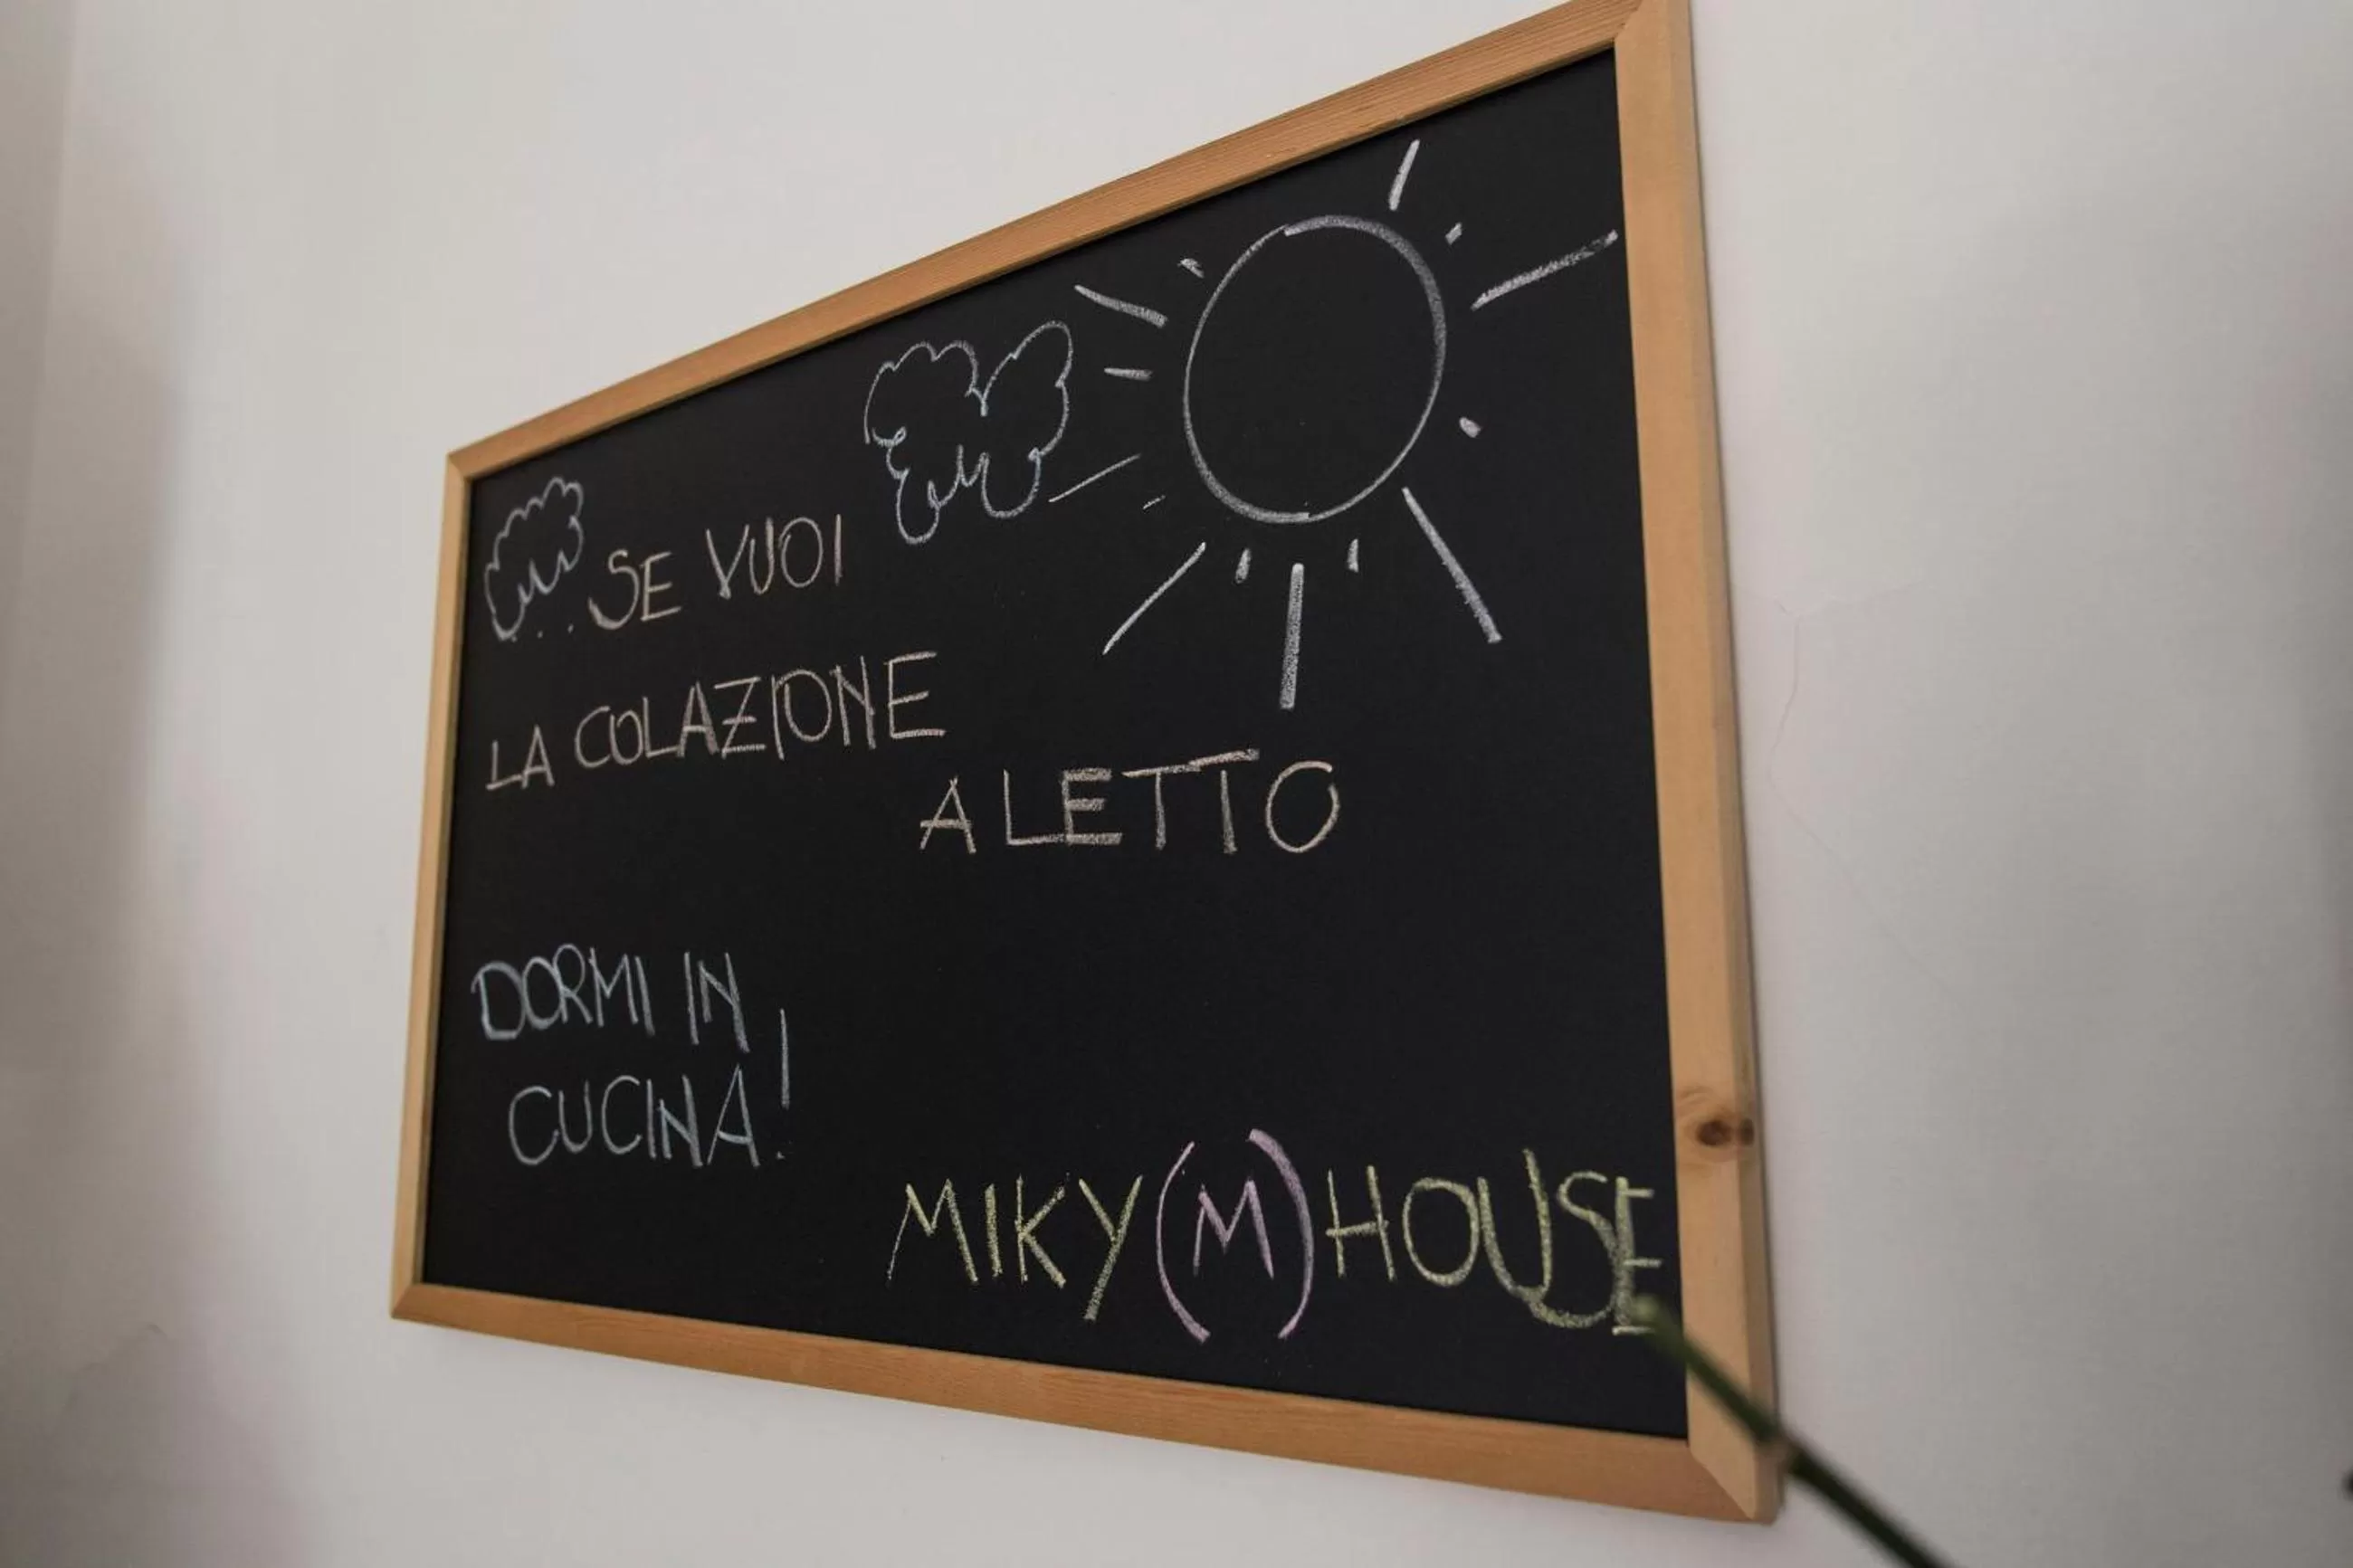 ...SE VUOI
LA COLAZIONE
A LETTO
DORMI IN
CUCINA!
MIKY(M)HOUSE